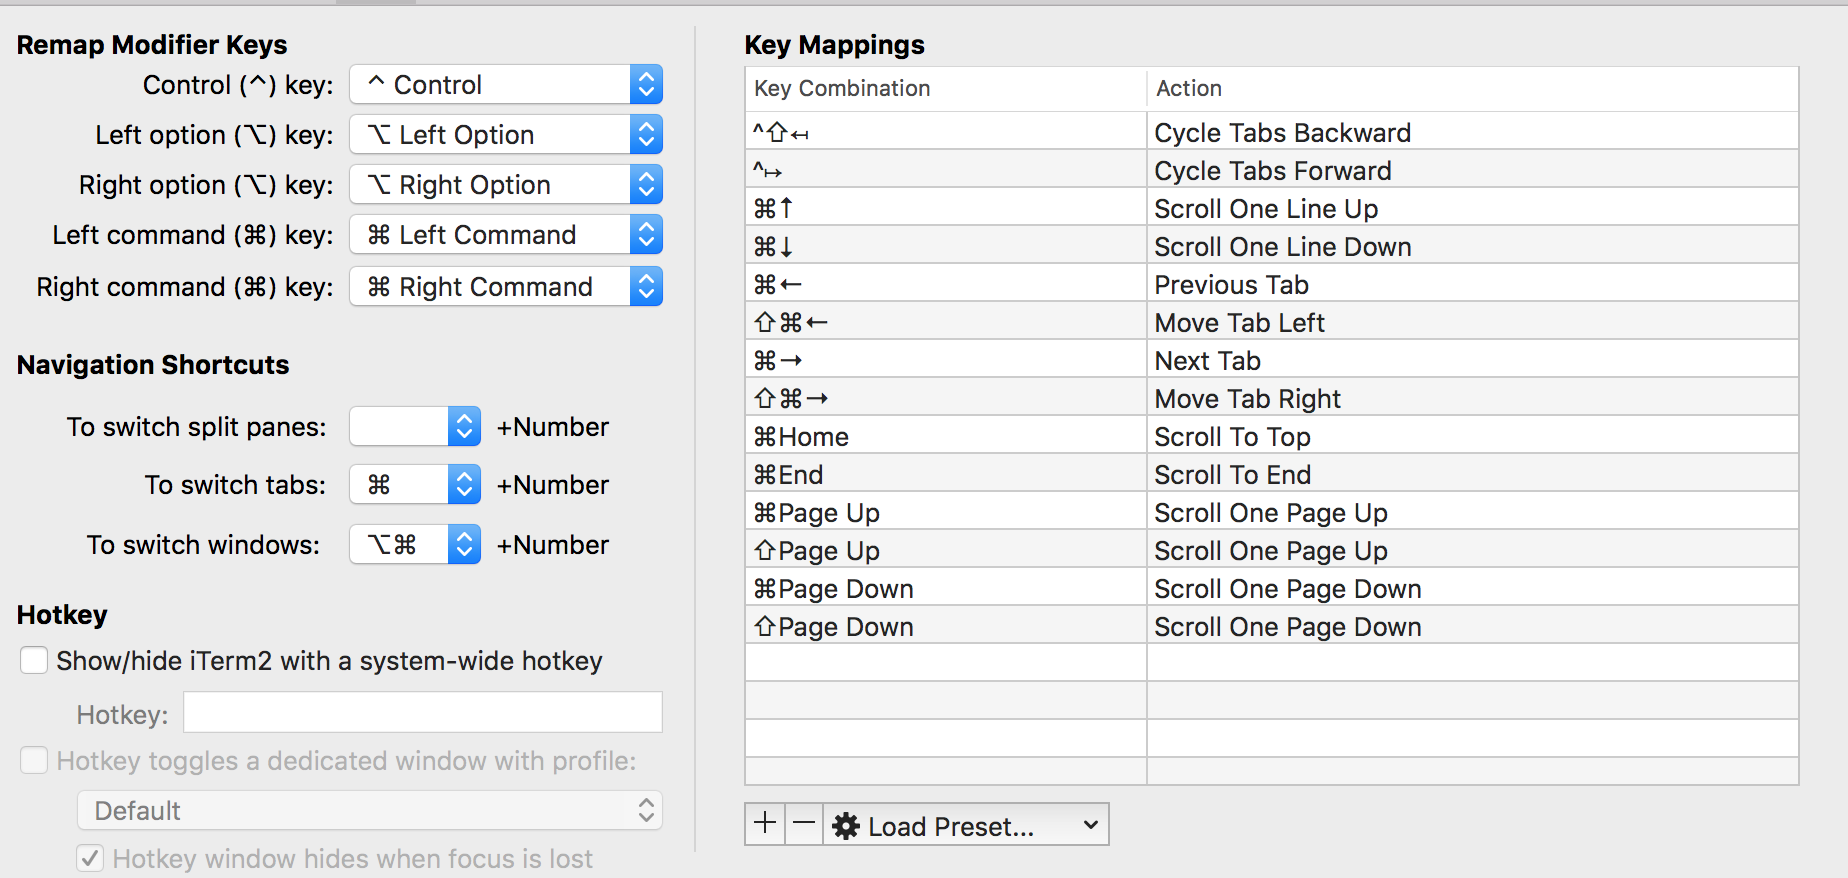 Remap Modifier Keys
Control (^) key: ^ Control
Left option (⌥) key: ⌥ Left Option
Right option (⌥) key: ⌥ Right Option
Left command (⌘) key: ⌘ Left Command
Right command (⌘) key: ⌘ Right Command
Navigation Shortcuts
To switch split panes: +Number
To switch tabs: ⌘ +Number
To switch windows: ⌥⌘ +Number
Hotkey
Show/hide iTerm2 with a system-wide hotkey
Hotkey:
Hotkey toggles a dedicated window with profile:
Default
Hotkey window hides when focus is lost
Key Mappings
Key Combination Action
^⇧↤ Cycle Tabs Backward
^↦ Cycle Tabs Forward
⌘↑ Scroll One Line Up
⌘↓ Scroll One Line Down
⌘← Previous Tab
⇧⌘← Move Tab Left
⌘→ Next Tab
⇧⌘→ Move Tab Right
⌘Home Scroll To Top
⌘End Scroll To End
⌘Page Up Scroll One Page Up
⇧Page Up Scroll One Page Up
⌘Page Down Scroll One Page Down
⇧Page Down Scroll One Page Down
+ − Load Preset...